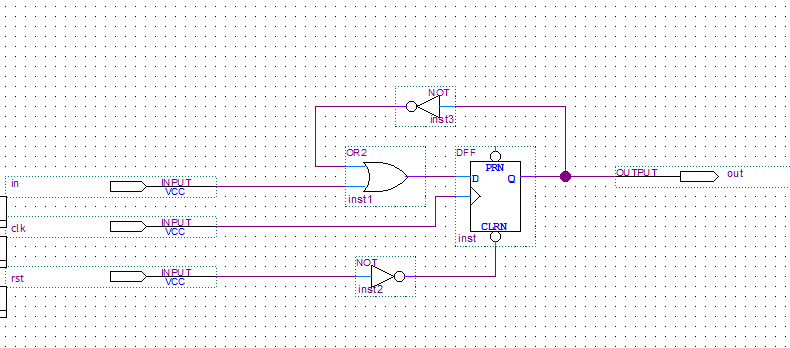 NOT
inst3
OR2
DFF
PRN
in
INPUT
VCC
D
Q
OUTPUT
out
inst1
clk
INPUT
VCC
CLRN
inst
NOT
rst
INPUT
VCC
inst2